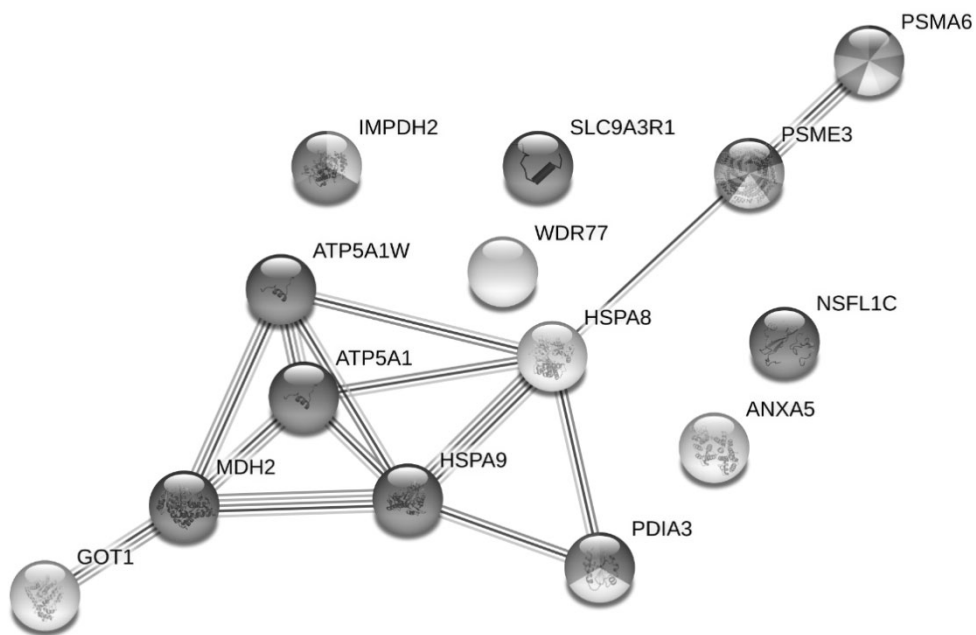 PSMA6
IMPDH2
SLC9A3R1
PSME3
WDR77
ATP5A1W
NSFL1C
HSPA8
ATP5A1
ANXA5
MDH2
HSPA9
PDIA3
GOT1